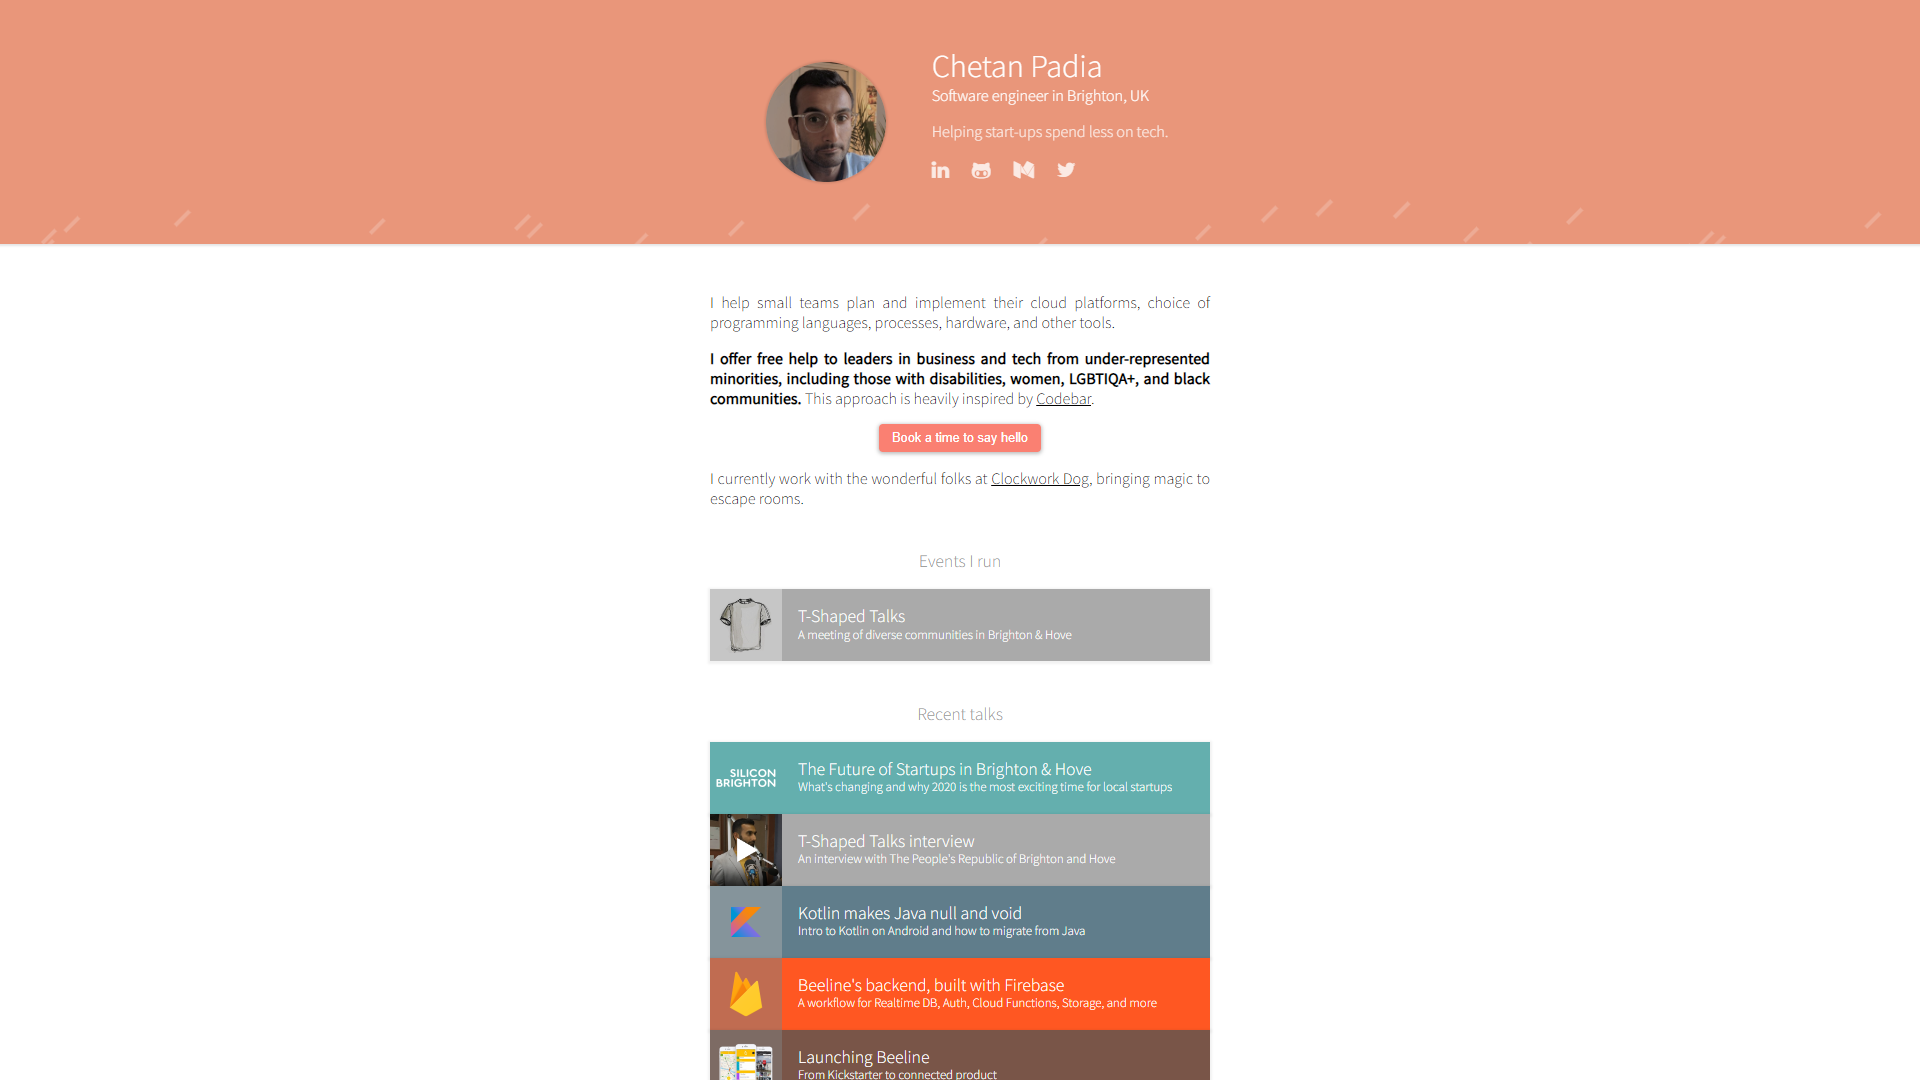 Chetan Padia
Software engineer in Brighton, UK
Helping start-ups spend less on tech.
I help small teams plan and implement their cloud platforms, choice of
programming languages, processes, hardware, and other tools.
I offer free help to leaders in business and tech from under-represented
minorities, including those with disabilities, women, LGBTIQA+, and black
communities. This approach is heavily inspired by Codebar.
Book a time to say hello
I currently work with the wonderful folks at Clockwork Dog, bringing magic to
escape rooms.
Events I run
T-Shaped Talks
A meeting of diverse communities in Brighton & Hove
Recent talks
SILICON
BRIGHTON
The Future of Startups in Brighton & Hove
What's changing and why 2020 is the most exciting time for local startups
T-Shaped Talks interview
An interview with The People's Republic of Brighton and Hove
Kotlin makes Java null and void
Intro to Kotlin on Android and how to migrate from Java
Beeline's backend, built with Firebase
A workflow for Realtime DB, Auth, Cloud Functions, Storage, and more
Launching Beeline
From Kickstarter to connected product